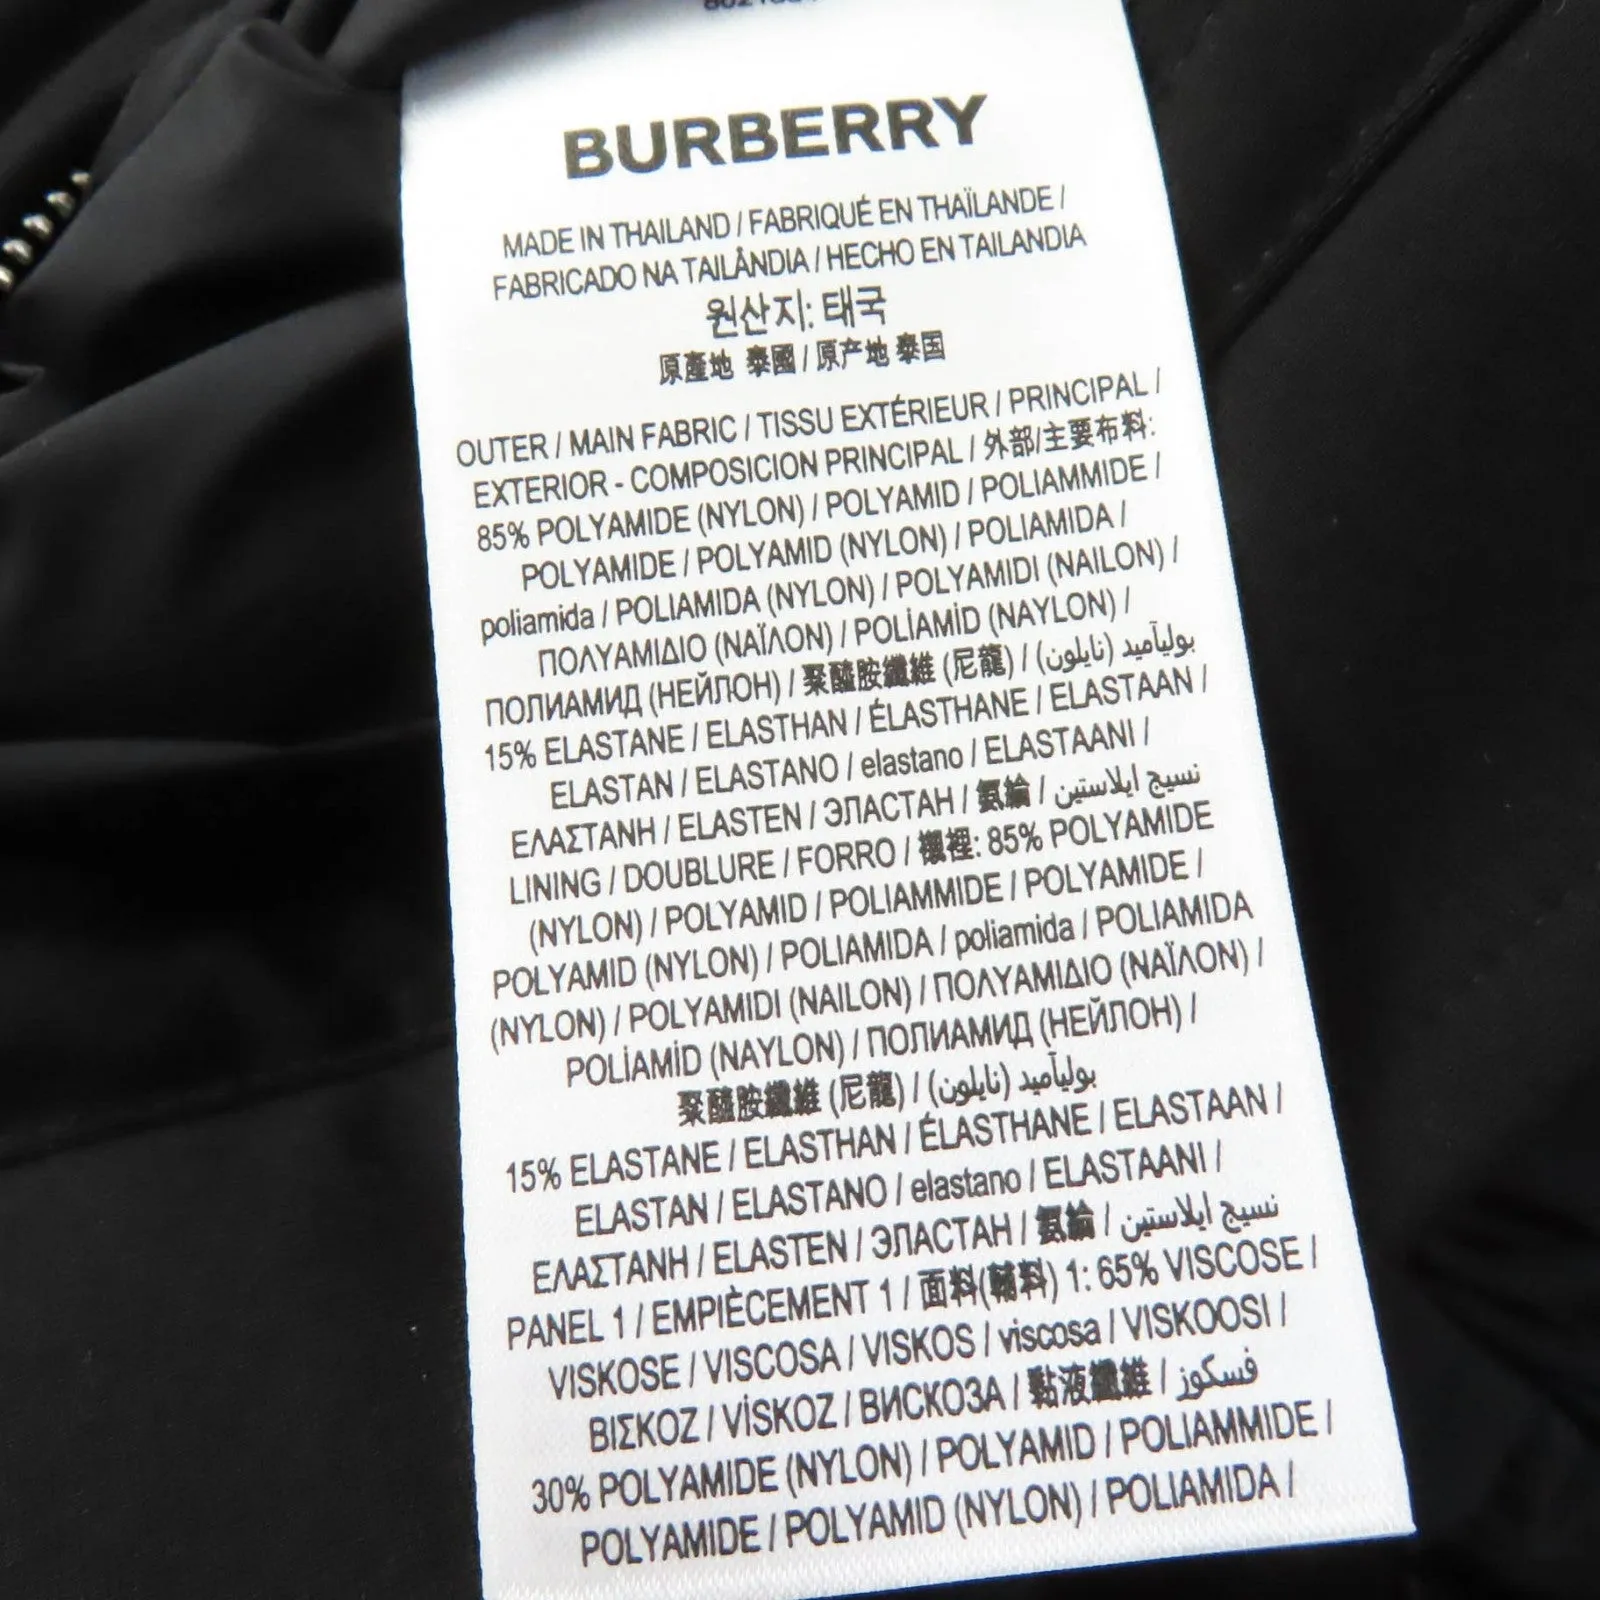 BURBERRY
MADE IN THAILAND / FABRIQUÉ EN THAÏLANDE /
FABRICADO NA TAILÂNDIA / HECHO EN TAILANDIA
원산지: 태국
原產地 泰國 / 原产地 泰国
OUTER / MAIN FABRIC / TISSU EXTÉRIEUR / PRINCIPAL /
EXTERIOR - COMPOSICION PRINCIPAL / 外部/主要布料:
85% POLYAMIDE (NYLON) / POLYAMID / POLIAMMIDE /
POLYAMIDE / POLYAMID (NYLON) / POLIAMIDA /
poliamida / POLIAMIDA (NYLON) / POLYAMIDI (NAILON) /
ΠΟΛΥΑΜΙΔΙΟ (ΝΑΪΛΟΝ) / POLİAMİD (NAYLON) /
ПОЛИАМИД (НЕЙЛОН) / 聚醯胺纖維 (尼龍) / بوليآميد (نايلون)
15% ELASTANE / ELASTHAN / ÉLASTHANE / ELASTAAN /
ELASTAN / ELASTANO / elastano / ELASTAANI /
ΕΛΑΣΤΑΝΗ / ELASTEN / ЭЛАСТАН / 氨綸 / نسيج ايلاستين
LINING / DOUBLURE / FORRO / 襯裡: 85% POLYAMIDE
(NYLON) / POLYAMID / POLIAMMIDE / POLYAMIDE /
POLYAMID (NYLON) / POLIAMIDA / poliamida / POLIAMIDA
(NYLON) / POLYAMIDI (NAILON) / ΠΟΛΥΑΜΙΔΙΟ (ΝΑΪΛΟΝ) /
POLİAMİD (NAYLON) / ПОЛИАМИД (НЕЙЛОН) /
聚醯胺纖維 (尼龍) / بوليآميد (نايلون)
15% ELASTANE / ELASTHAN / ÉLASTHANE / ELASTAAN /
ELASTAN / ELASTANO / elastano / ELASTAANI /
ΕΛΑΣΤΑΝΗ / ELASTEN / ЭЛАСТАН / 氨綸 / نسيج ايلاستين
PANEL 1 / EMPIÈCEMENT 1 / 面料(輔料) 1: 65% VISCOSE /
VISKOSE / VISCOSA / VISKOS / viscosa / VISKOOSI /
ΒΙΣΚΟΖ / VİSKOZ / ВИСКОЗА / 黏液纖維 / فسكوز
30% POLYAMIDE (NYLON) / POLYAMID / POLIAMMIDE /
POLYAMIDE / POLYAMID (NYLON) / POLIAMIDA /